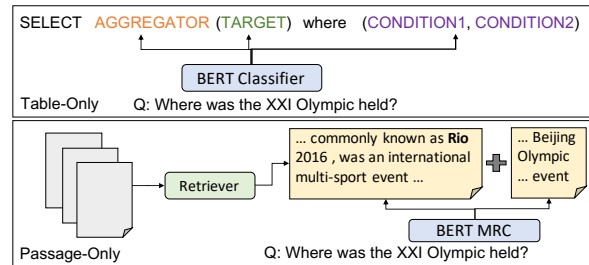 SELECT AGGREGATOR (TARGET) where (CONDITION1, CONDITION2)
BERT Classifier
Table-Only
Q: Where was the XXI Olympic held?
... commonly known as Rio
2016 , was an international
multi-sport event ...
... Beijing
Olympic
... event
Retriever
BERT MRC
Passage-Only
Q: Where was the XXI Olympic held?